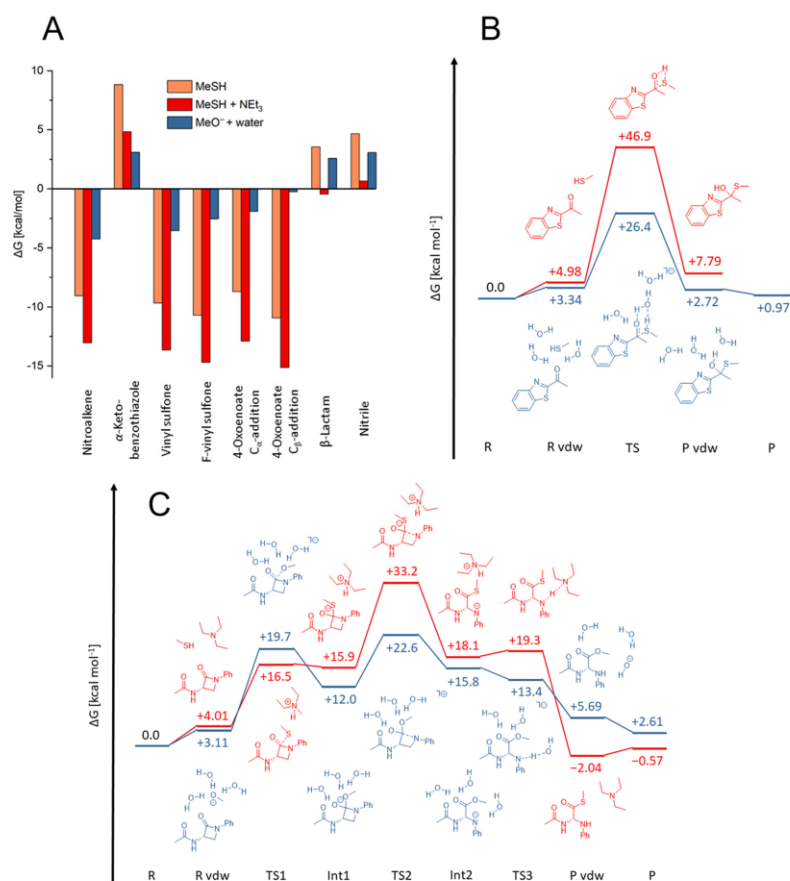 A
ΔG [kcal/mol]
10
5
0
-5
-10
-15
MeSH
MeSH + NEt₃
MeO⁻ + water
Nitroalkene
α-Keto-
benzothiazole
Vinyl sulfone
F-vinyl sulfone
4-Oxoenoate
Cα-addition
4-Oxoenoate
Cβ-addition
β-Lactam
Nitrile
B
ΔG [kcal mol⁻¹]
+46.9
+26.4
+4.98
+7.79
0.0
+3.34
+2.72
+0.97
R
R vdw
TS
P vdw
P
C
ΔG [kcal mol⁻¹]
+33.2
+19.7
+22.6
+18.1
+19.3
+15.9
+16.5
+15.8
+12.0
+13.4
+4.01
+5.69
0.0
+3.11
+2.61
−2.04
−0.57
R
R vdw
TS1
Int1
TS2
Int2
TS3
P vdw
P